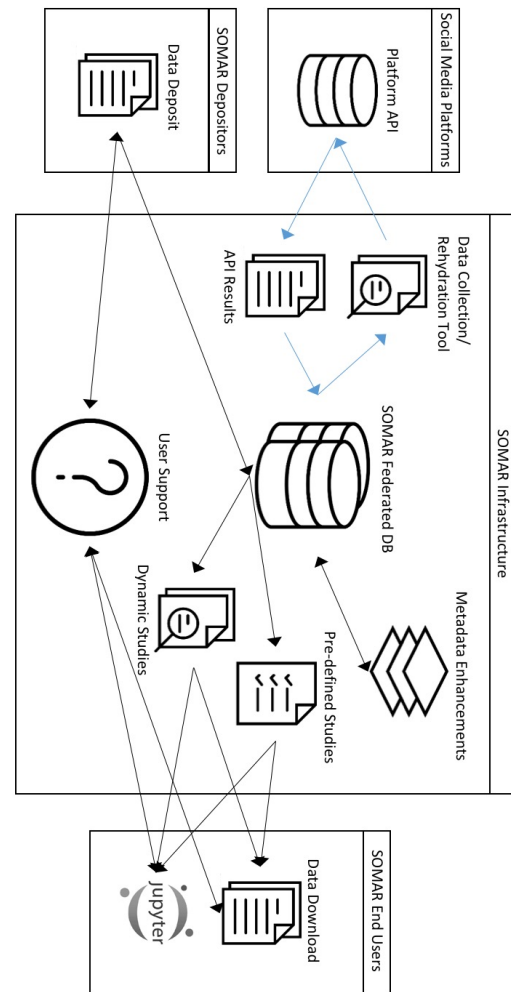 Social Media Platforms
Platform API
SOMAR Depositors
Data Deposit
SOMAR Infrastructure
Data Collection/
Rehydration Tool
API Results
SOMAR Federated DB
Metadata Enhancements
User Support
Dynamic Studies
Pre-defined Studies
SOMAR End Users
Data Download
jupyter